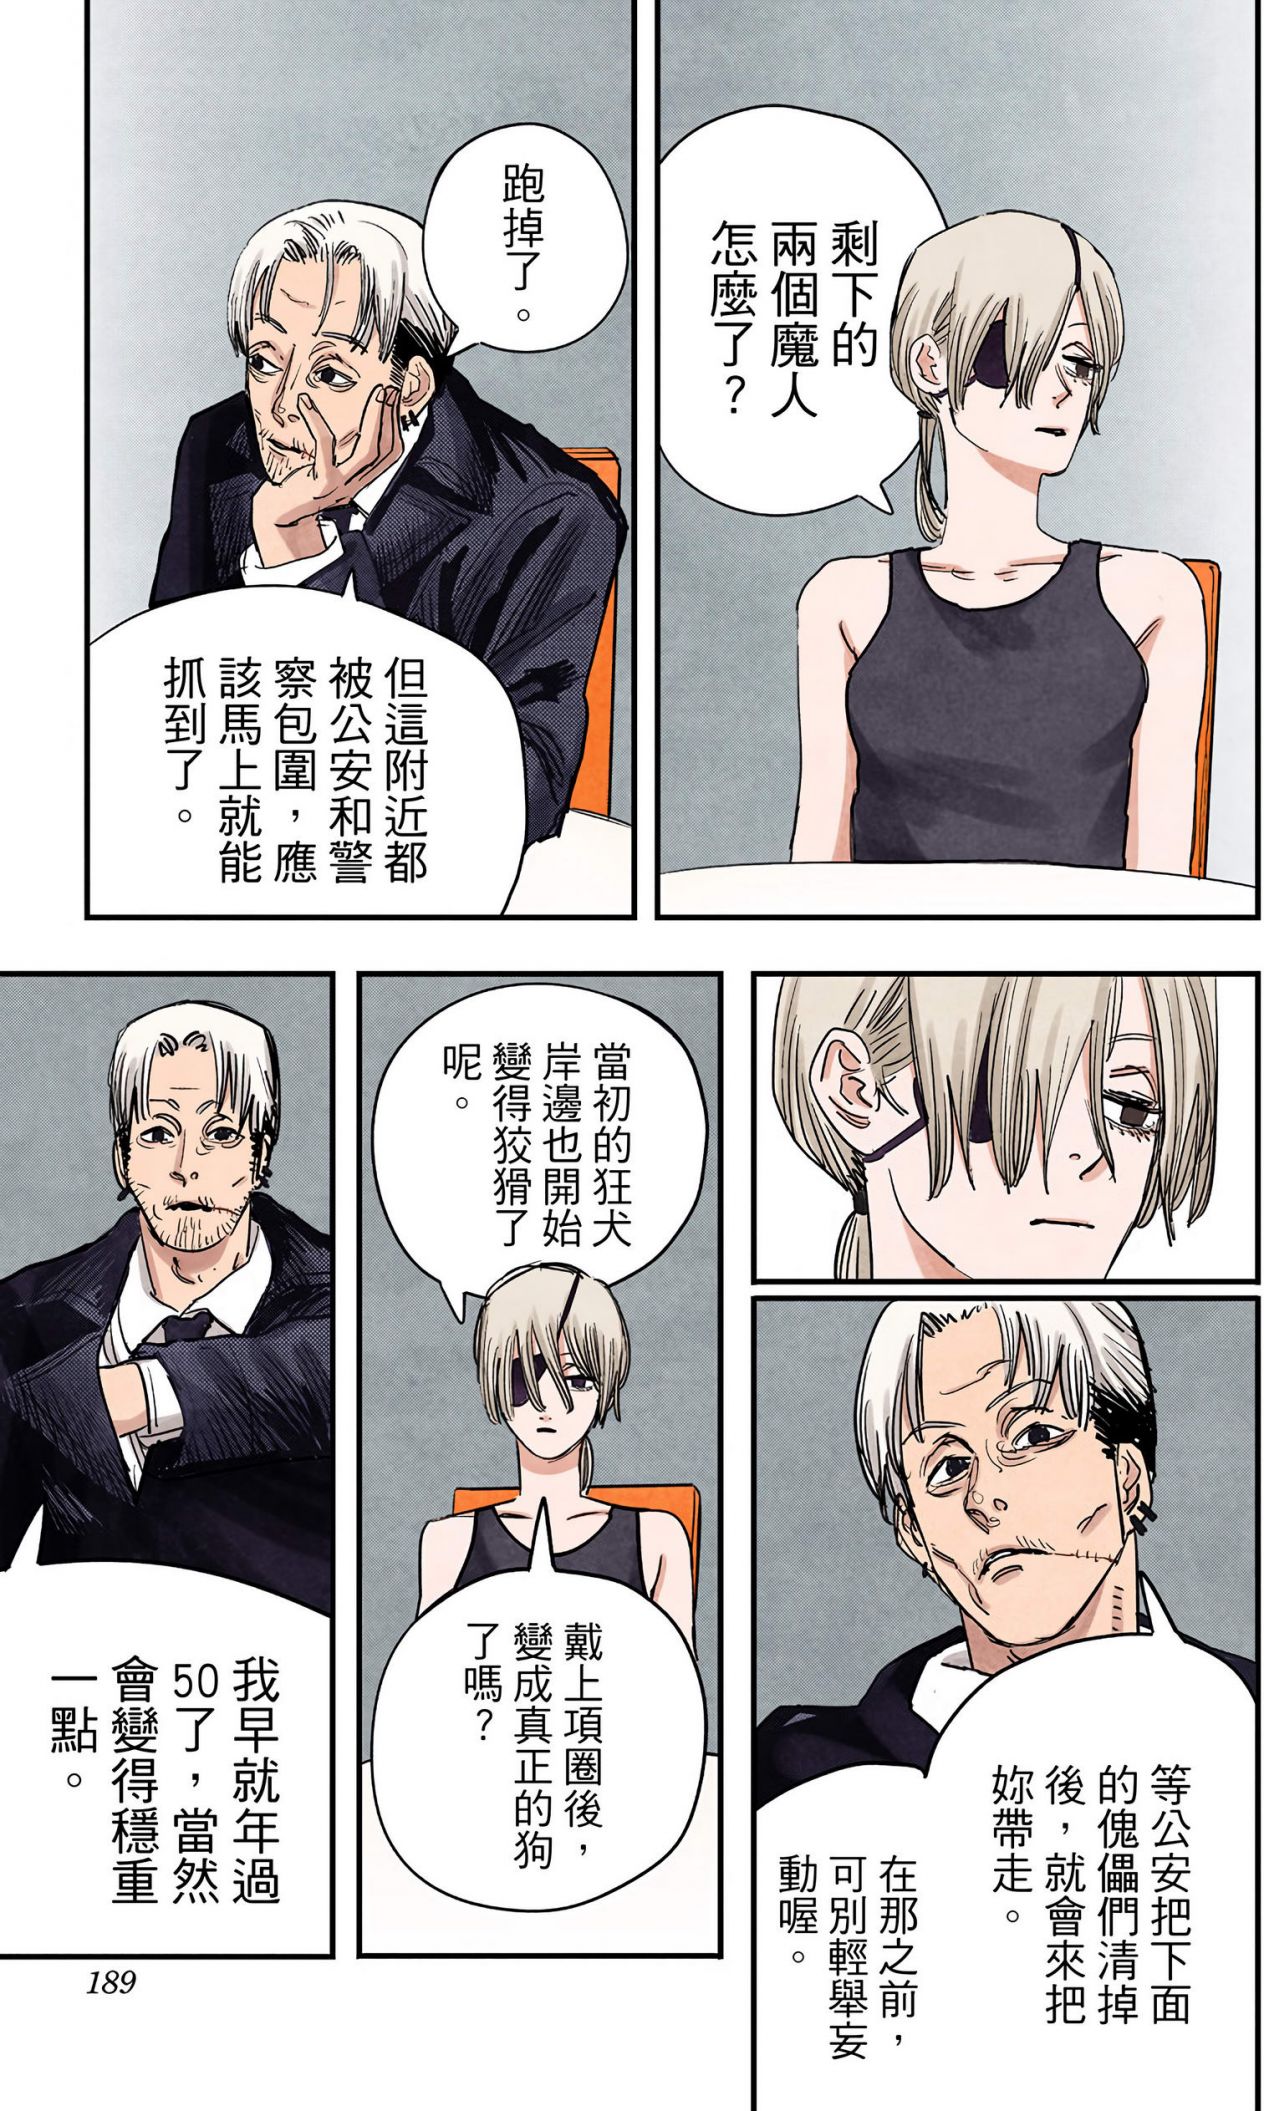 剩下的
兩個魔人
怎麼了？
跑掉了。
但這附近都
被公安和警
察包圍，應
該馬上就能
抓到了。
等公安把下面
的傀儡們清掉
後，就會來把
妳帶走。
在那之前，
可別輕舉妄
動喔。
當初的狂犬
岸邊也開始
變得狡猾了
呢。
戴上項圈後，
變成真正的狗
了嗎？
我早就年過
50了，當然
會變得穩重
一點。
189